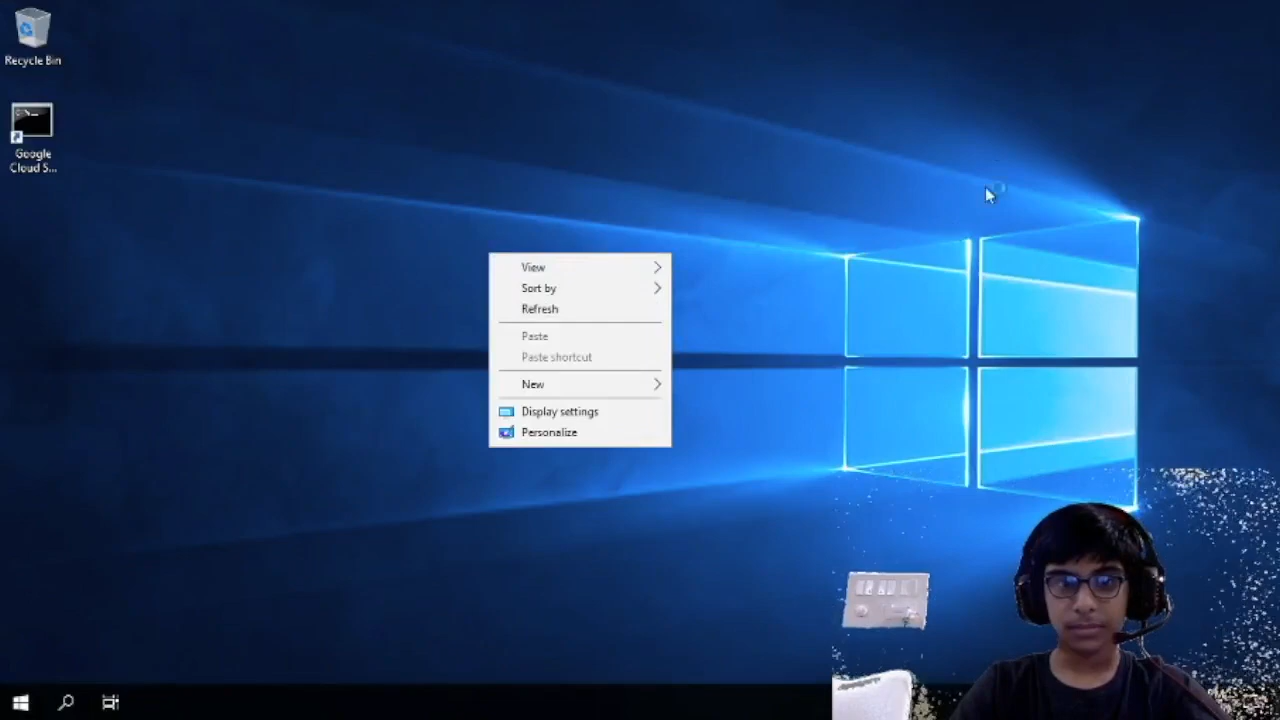 Recycle Bin
Google
Cloud S...
View
Sort by
Refresh
Paste
Paste shortcut
New
Display settings
Personalize